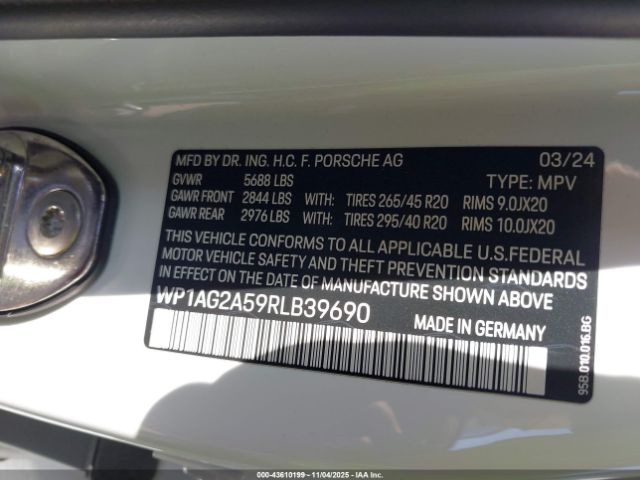 MFD BY DR. ING. H.C. F. PORSCHE AG 03/24
GVWR 5688 LBS TYPE: MPV
GAWR FRONT 2844 LBS WITH: TIRES 265/45 R20 RIMS 9.0JX20
GAWR REAR 2976 LBS WITH: TIRES 295/40 R20 RIMS 10.0JX20
THIS VEHICLE CONFORMS TO ALL APPLICABLE U.S.FEDERAL
MOTOR VEHICLE SAFETY AND THEFT PREVENTION STANDARDS
IN EFFECT ON THE DATE OF MANUFACTURE SHOWN ABOVE.
WP1AG2A59RLB39690 MADE IN GERMANY
95B.010.016.BG
000-43610199 - 11/04/2025 - IAAI.COM